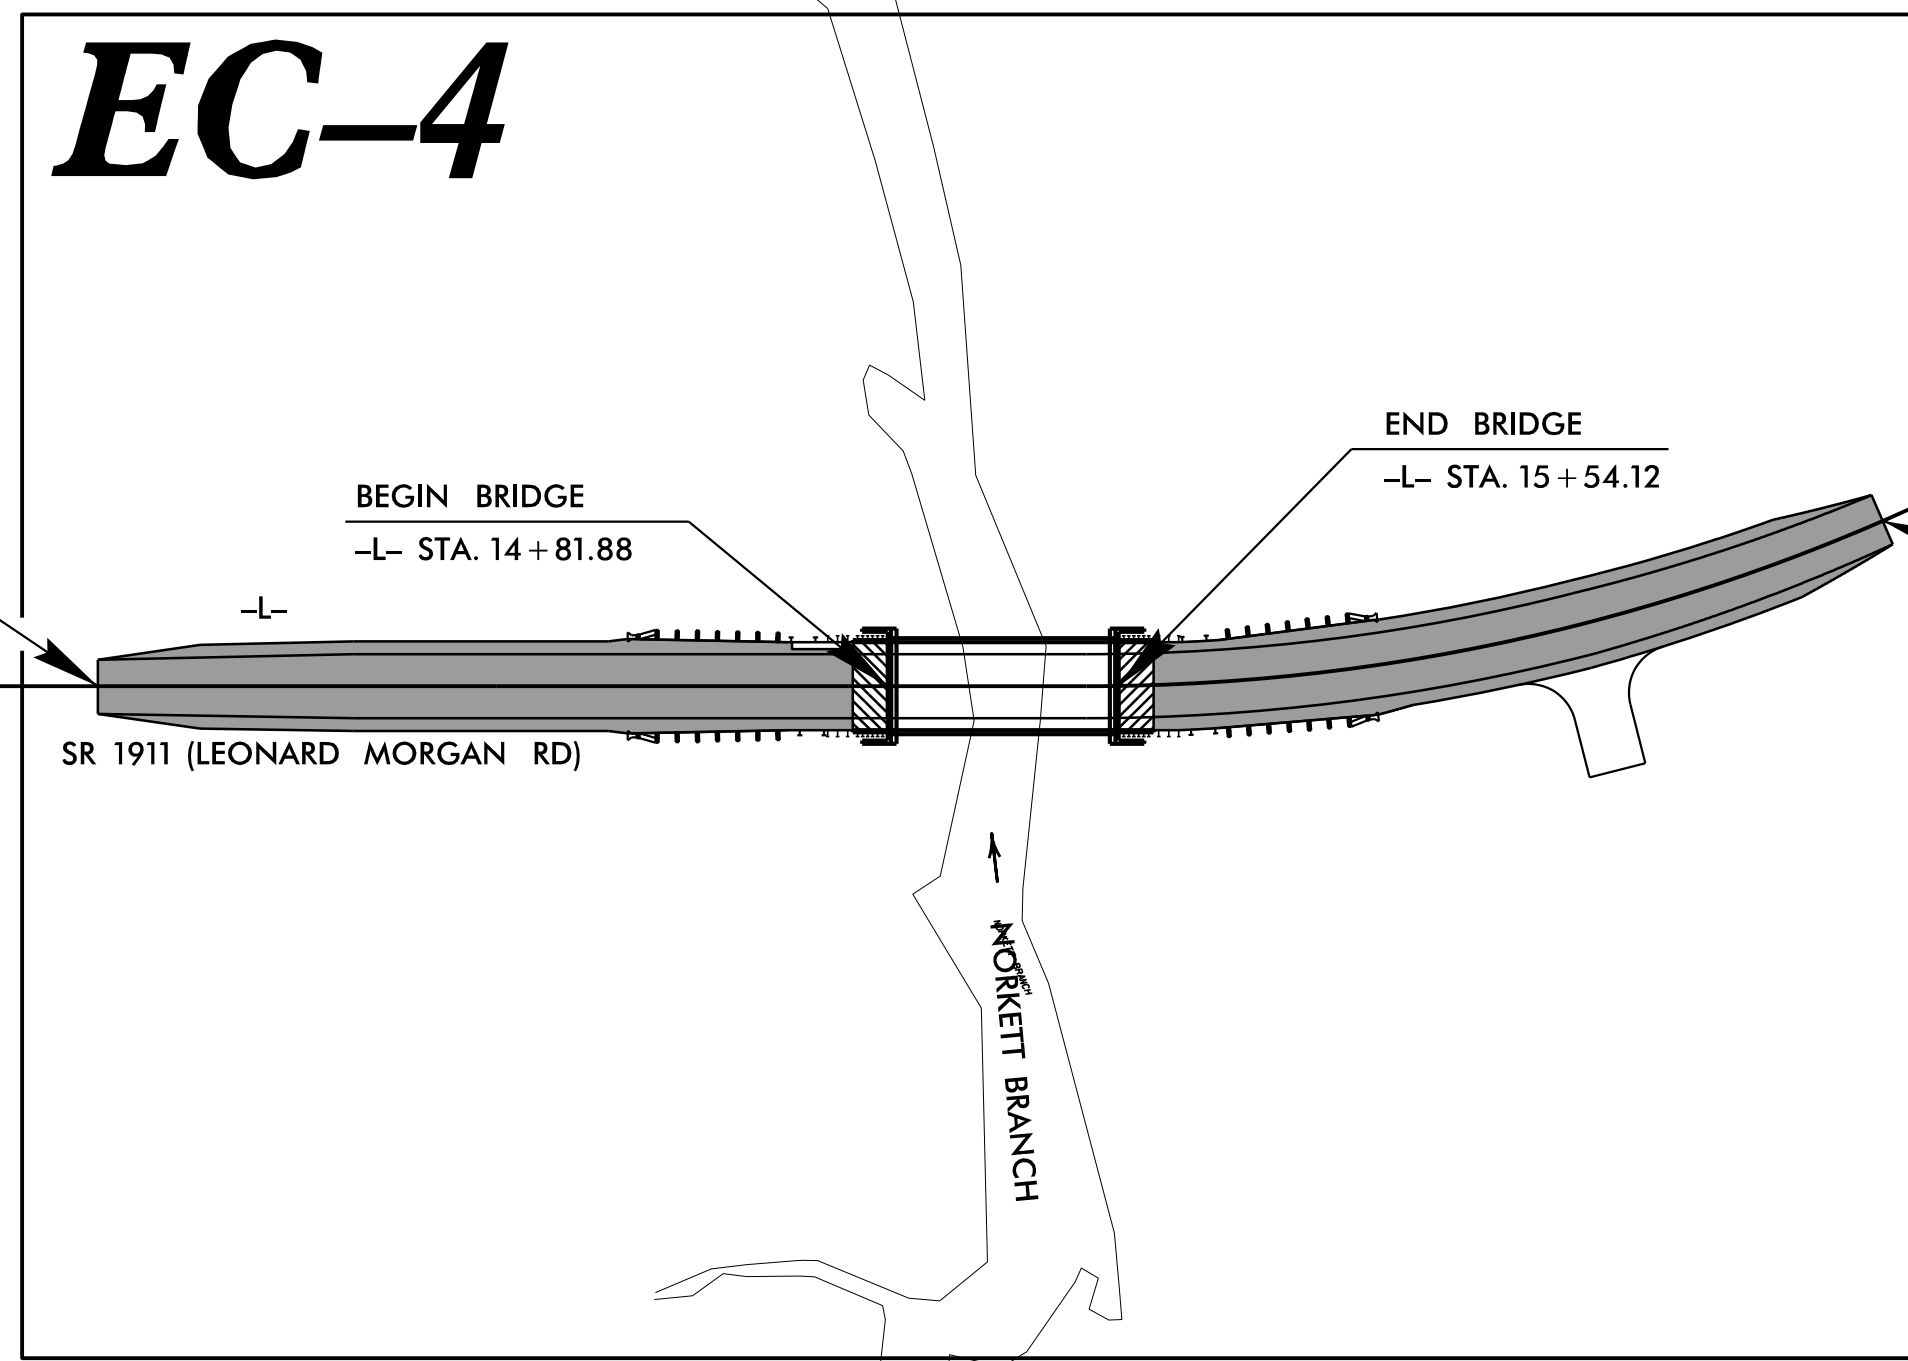 EC–4
END BRIDGE
–L– STA. 15+54.12
BEGIN BRIDGE
–L– STA. 14+81.88
–L–
SR 1911 (LEONARD MORGAN RD)
NORKETT BRANCH